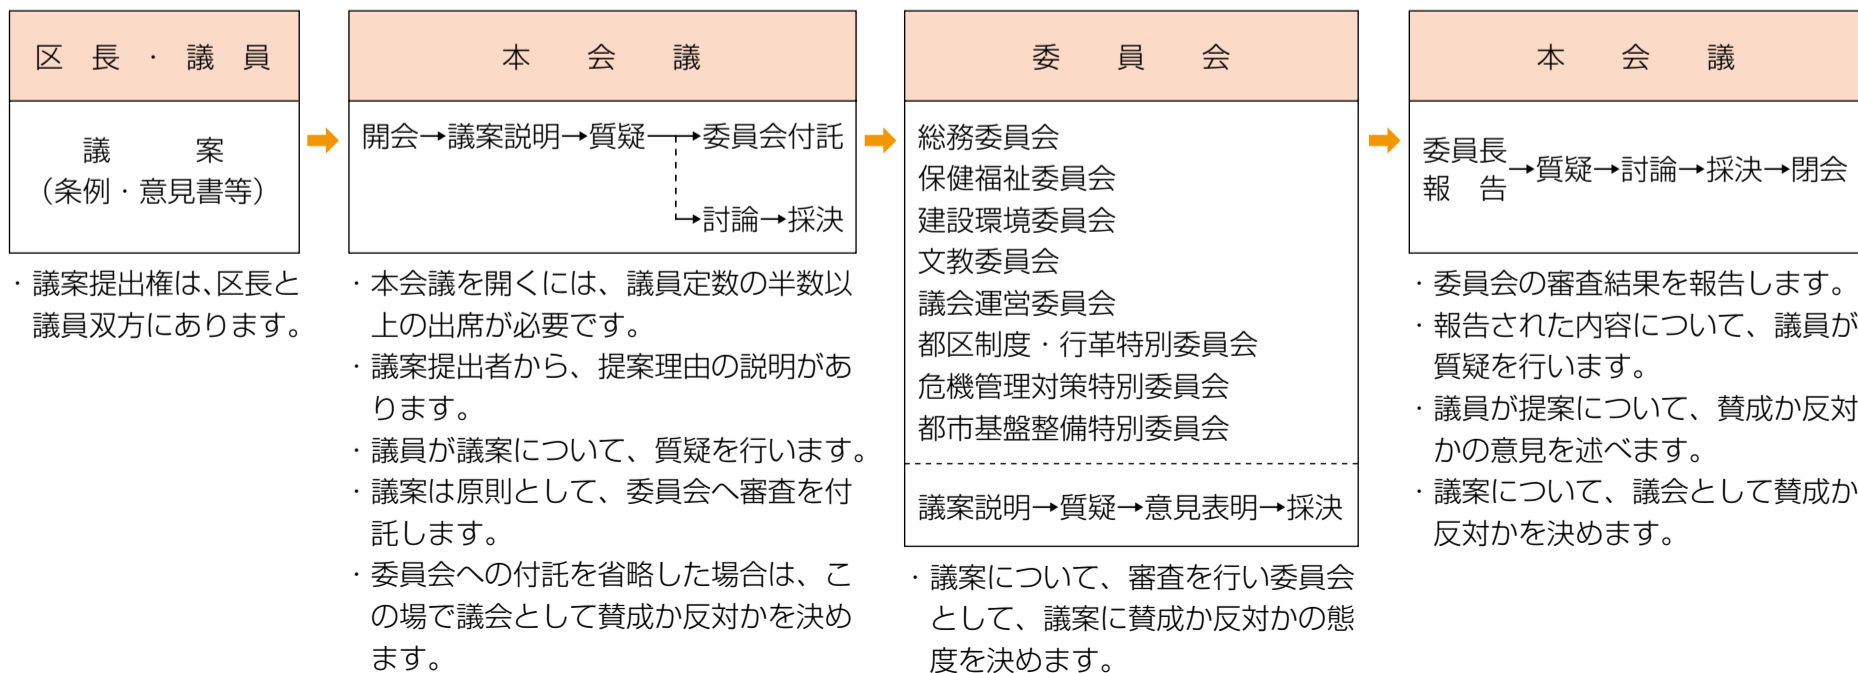 区長・議員
議案
（条例・意見書等）
・議案提出権は、区長と
議員双方にあります。
本会議
開会→議案説明→質疑→委員会付託
→討論→採決
・本会議を開くには、議員定数の半数以
上の出席が必要です。
・議案提出者から、提案理由の説明があ
ります。
・議員が議案について、質疑を行います。
・議案は原則として、委員会へ審査を付
託します。
・委員会への付託を省略した場合は、こ
の場で議会として賛成か反対かを決め
ます。
委員会
総務委員会
保健福祉委員会
建設環境委員会
文教委員会
議会運営委員会
都区制度・行革特別委員会
危機管理対策特別委員会
都市基盤整備特別委員会
議案説明→質疑→意見表明→採決
・議案について、審査を行い委員会
として、議案に賛成か反対かの態
度を決めます。
本会議
委員長
報告→質疑→討論→採決→閉会
・委員会の審査結果を報告します。
・報告された内容について、議員が
質疑を行います。
・議員が提案について、賛成か反対
かの意見を述べます。
・議案について、議会として賛成か
反対かを決めます。